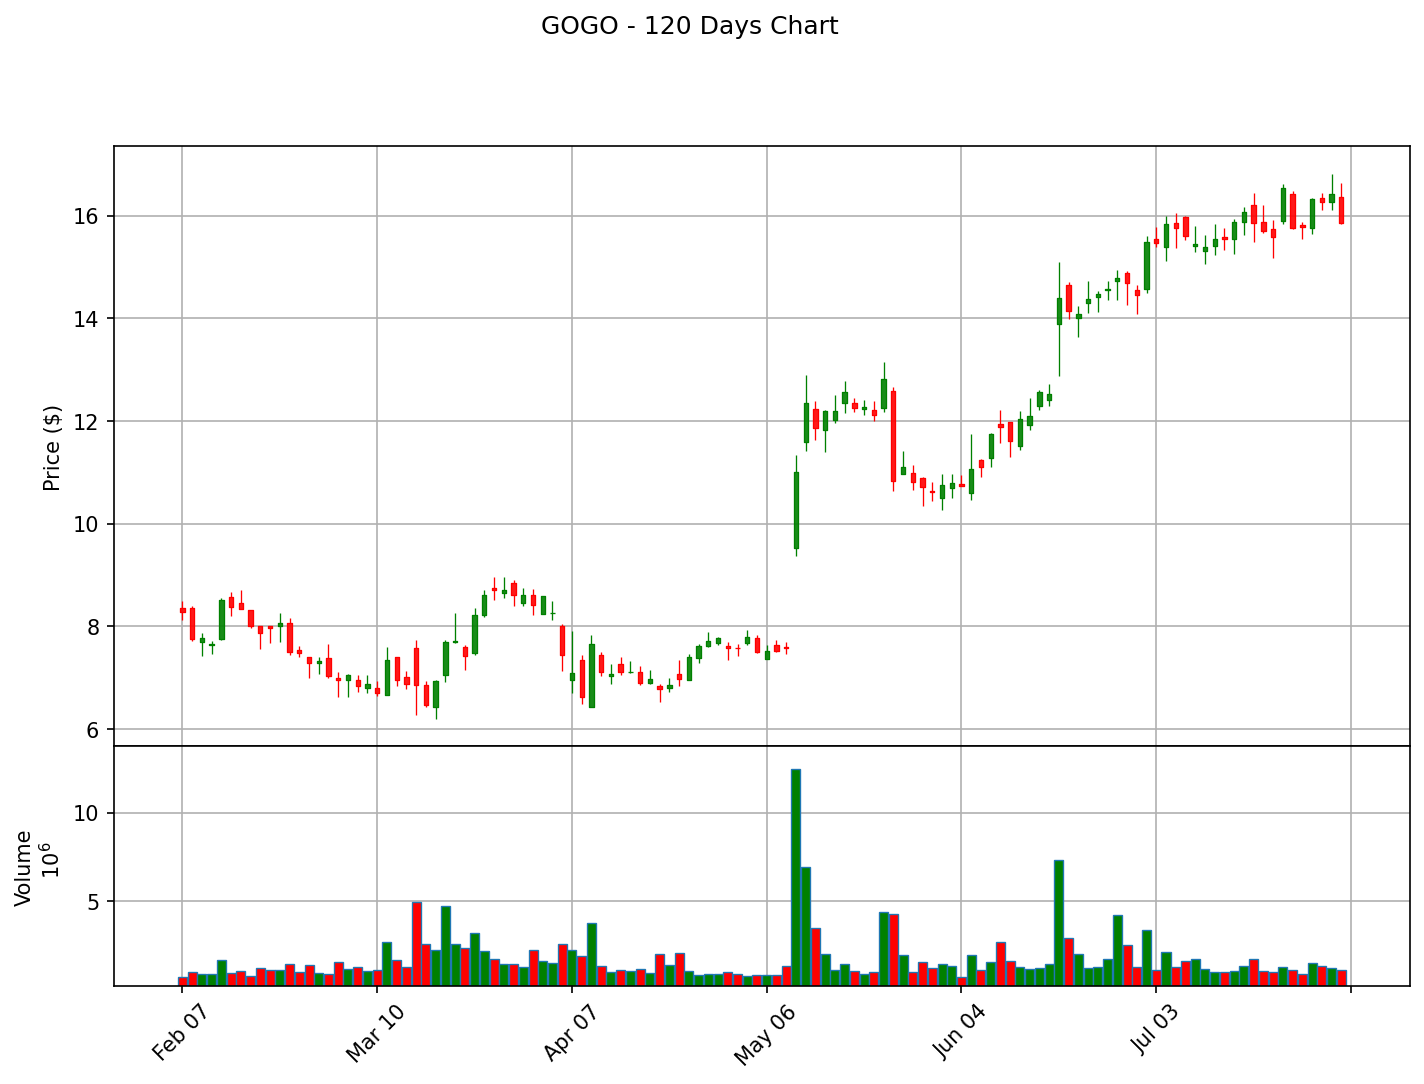 GOGO - 120 Days Chart
Price ($)
16
14
12
10
8
6
Volume
10^6
10
5
Feb 07
Mar 10
Apr 07
May 06
Jun 04
Jul 03